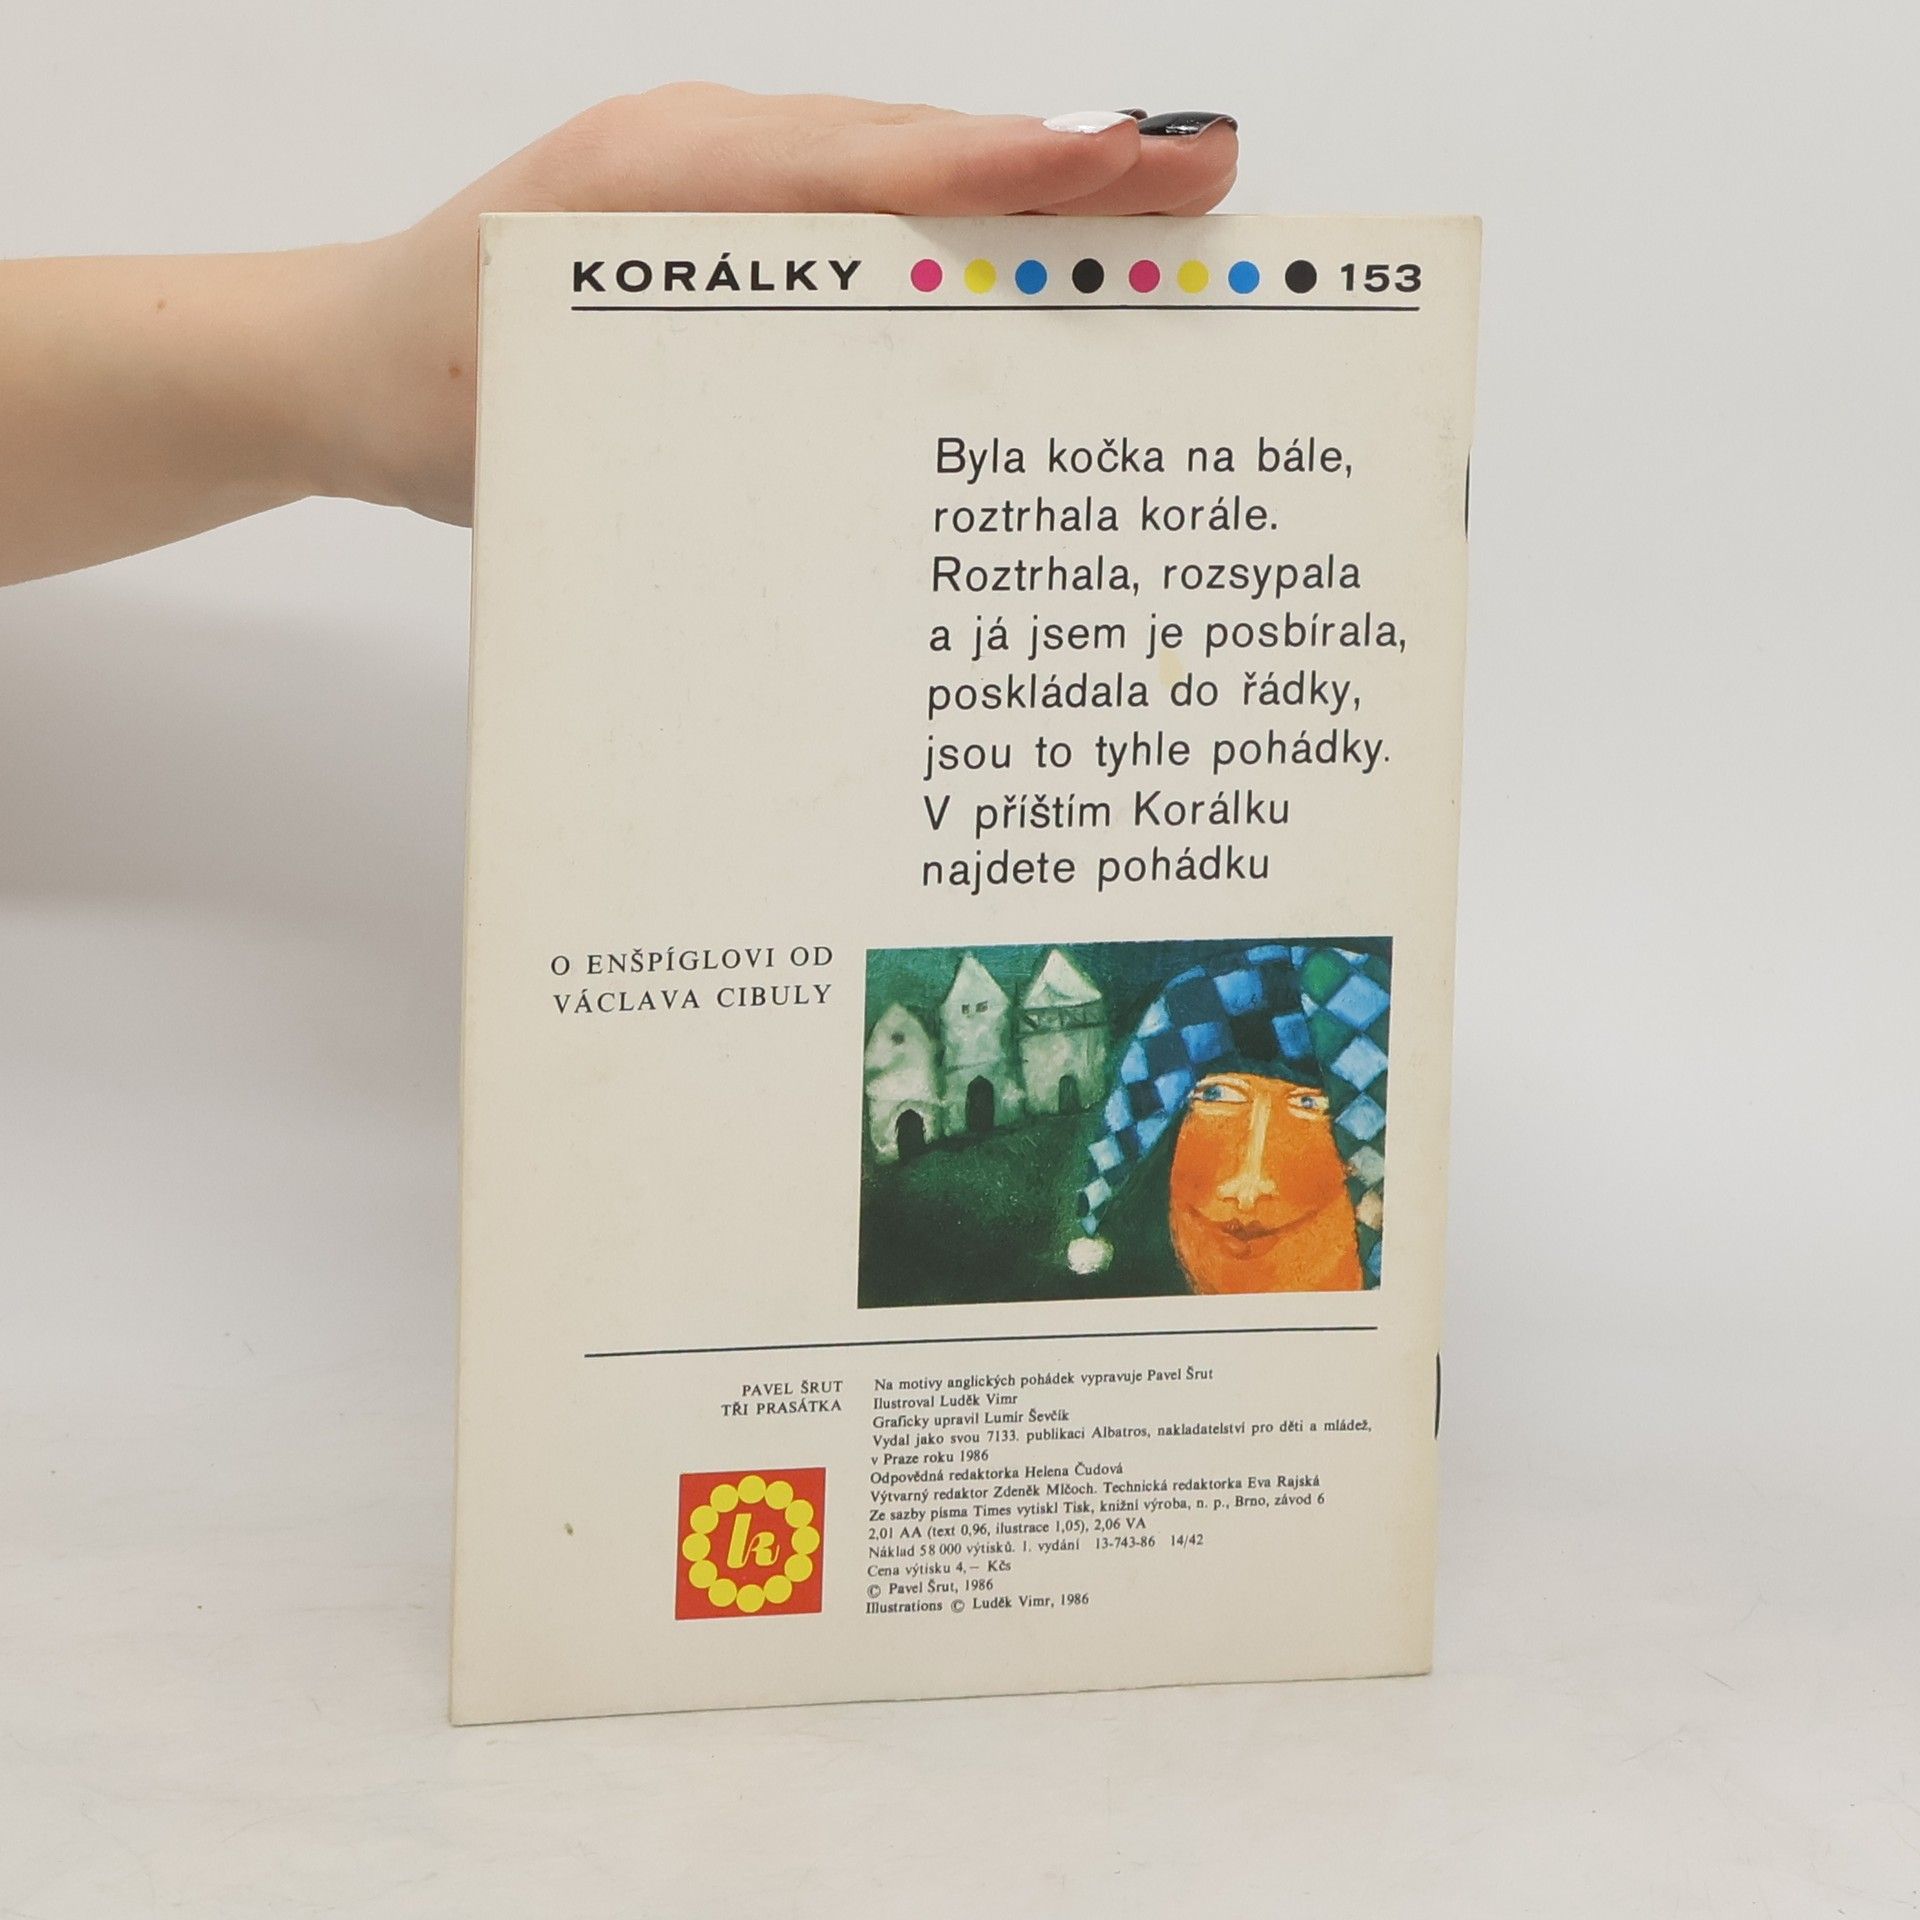 KORÁLKY 153
Byla kočka na bále,
roztrhala korále.
Roztrhala, rozsypala
a já jsem je posbírala,
poskládala do řádky,
jsou to tyhle pohádky.
V příštím Korálku
najdete pohádku
O ENŠPÍGLOVI OD
VÁCLAVA CIBULY
PAVEL ŠRUT
TŘI PRASÁTKA
k
Na motivy anglických pohádek vypravuje Pavel Šrut
Ilustroval Luděk Vimr
Graficky upravil Lumír Ševčík
Vydal jako svou 7133. publikaci Albatros, nakladatelství pro děti a mládež,
v Praze roku 1986
Odpovědná redaktorka Helena Čudová
Výtvarný redaktor Zdeněk Mlčoch. Technická redaktorka Eva Rajská
Ze sazby písma Times vytiskl Tisk, knižní výroba, n. p., Brno, závod 6
2,01 AA (text 0,96, ilustrace 1,05), 2,06 VA
Náklad 58 000 výtisků. 1. vydání 13-743-86 14/42
Cena výtisku 4,— Kčs
© Pavel Šrut, 1986
Illustrations © Luděk Vimr, 1986